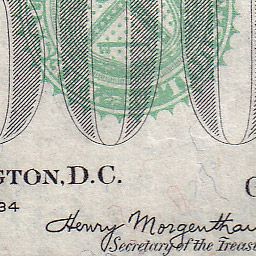 GTON, D.C.
34
Henry Morgenthau
Secretary of the Treas